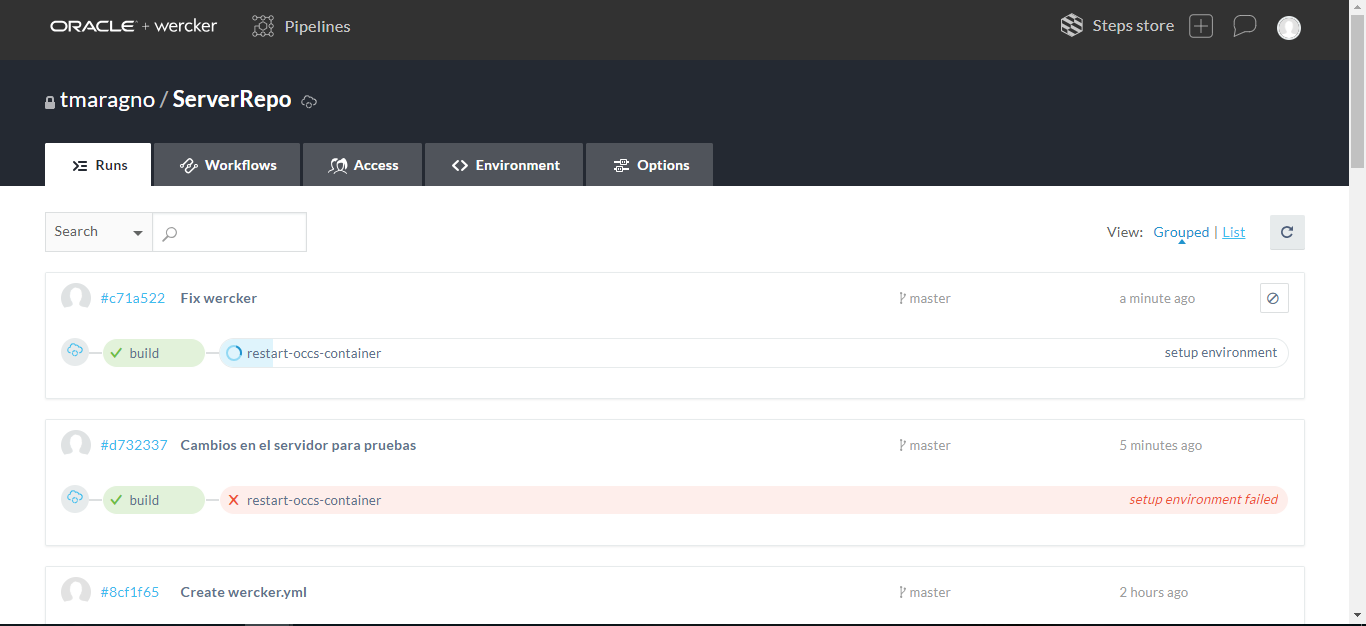 ORACLE + wercker Pipelines Steps store
tmaragno / ServerRepo
Runs Workflows Access Environment Options
Search View: Grouped | List
#c71a522 Fix wercker master a minute ago
build restart-occs-container setup environment
#d732337 Cambios en el servidor para pruebas master 5 minutes ago
build restart-occs-container setup environment failed
#8cf1f65 Create wercker.yml master 2 hours ago